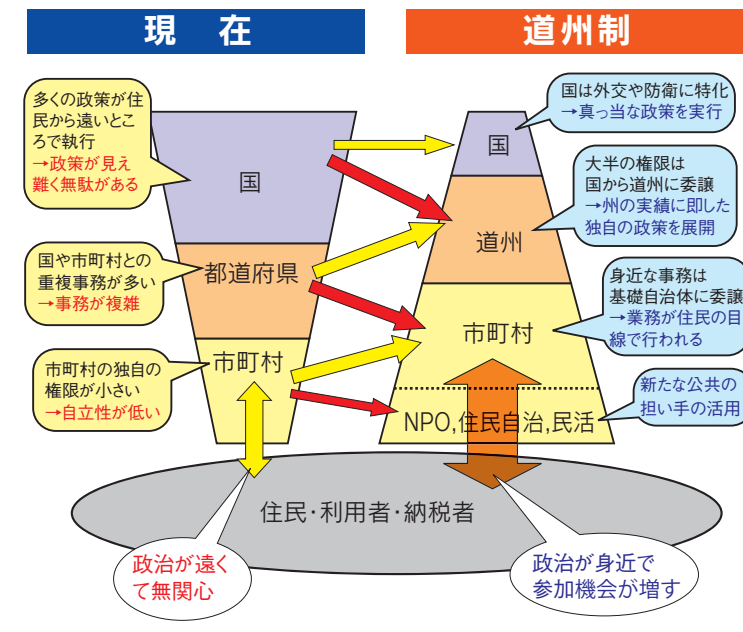 現 在
道州制
多くの政策が住
民から遠いとこ
ろで執行
→政策が見え
難く無駄がある
国や市町村との
重複事務が多い
→事務が複雑
市町村の独自の
権限が小さい
→自立性が低い
国
都道府県
市町村
国
道州
市町村
NPO,住民自治,民活
国は外交や防衛に特化
→真っ当な政策を実行
大半の権限は
国から道州に委譲
→州の実績に即した
独自の政策を展開
身近な事務は
基礎自治体に委譲
→業務が住民の目
線で行われる
新たな公共の
担い手の活用
住民・利用者・納税者
政治が遠く
て無関心
政治が身近で
参加機会が増す